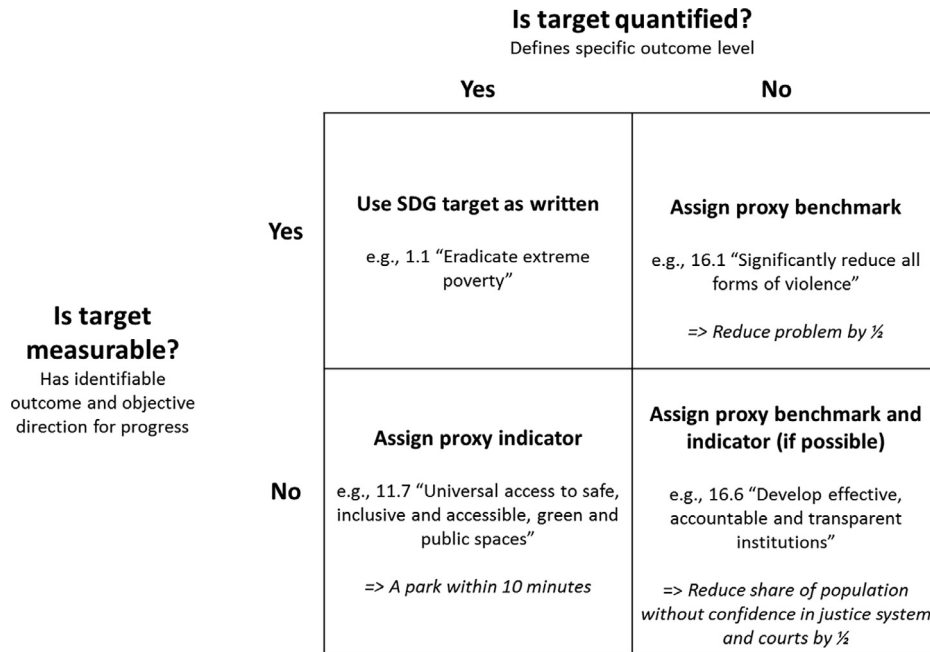 Is target quantified?
Defines specific outcome level
Yes
No
Use SDG target as written
e.g., 1.1 “Eradicate extreme
poverty”
Assign proxy benchmark
e.g., 16.1 “Significantly reduce all
forms of violence”
=> Reduce problem by ½
Yes
Is target
measurable?
Has identifiable
outcome and objective
direction for progress
No
Assign proxy indicator
e.g., 11.7 “Universal access to safe,
inclusive and accessible, green and
public spaces”
=> A park within 10 minutes
Assign proxy benchmark and
indicator (if possible)
e.g., 16.6 “Develop effective,
accountable and transparent
institutions”
=> Reduce share of population
without confidence in justice system
and courts by ½